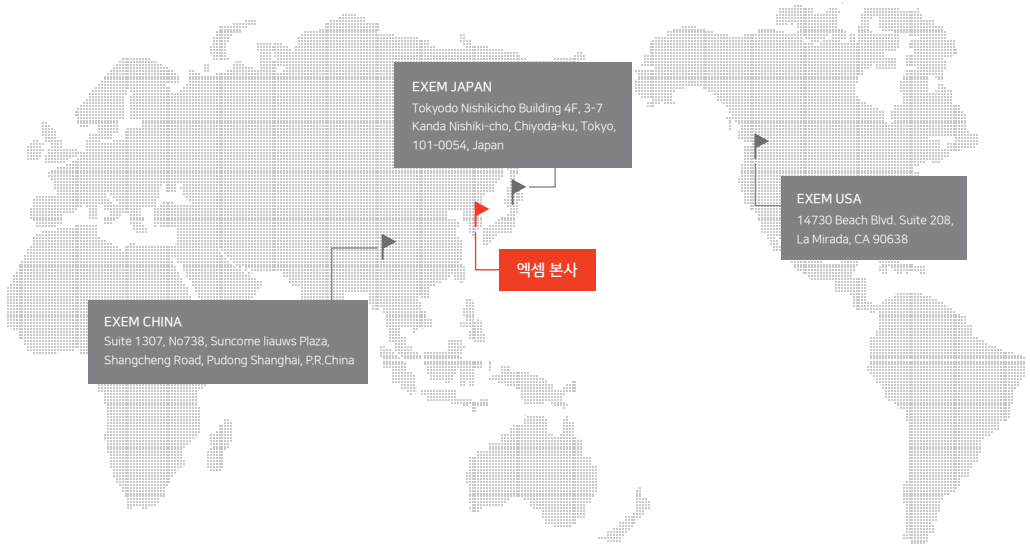 EXEM JAPAN
Tokyodo Nishikicho Building 4F, 3-7
Kanda Nishiki-cho, Chiyoda-ku, Tokyo,
101-0054, Japan
EXEM USA
14730 Beach Blvd. Suite 208,
La Mirada, CA 90638
엑셈 본사
EXEM CHINA
Suite 1307, No738, Suncome liauws Plaza,
Shangcheng Road, Pudong Shanghai, P.R.China